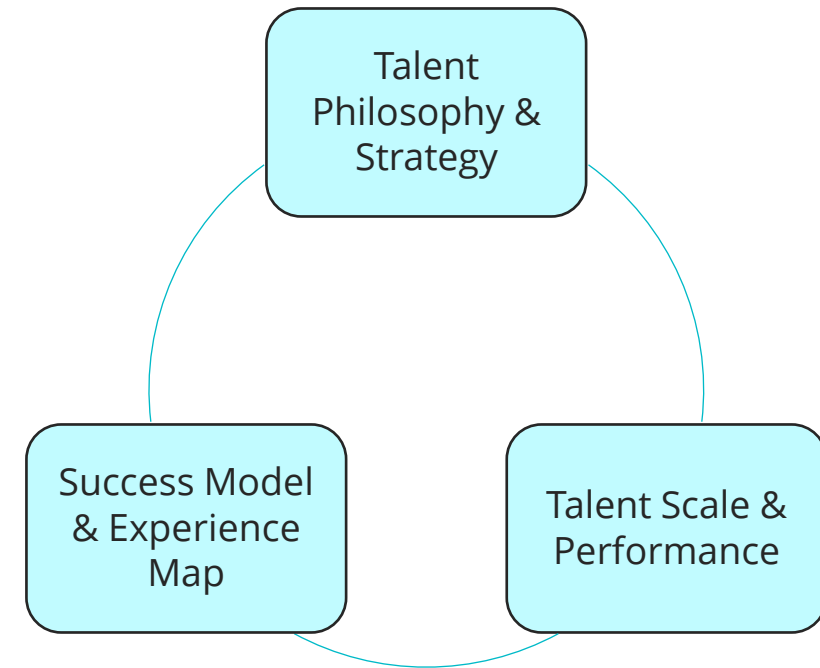 Talent
Philosophy &
Strategy
Success Model
& Experience
Map
Talent Scale &
Performance